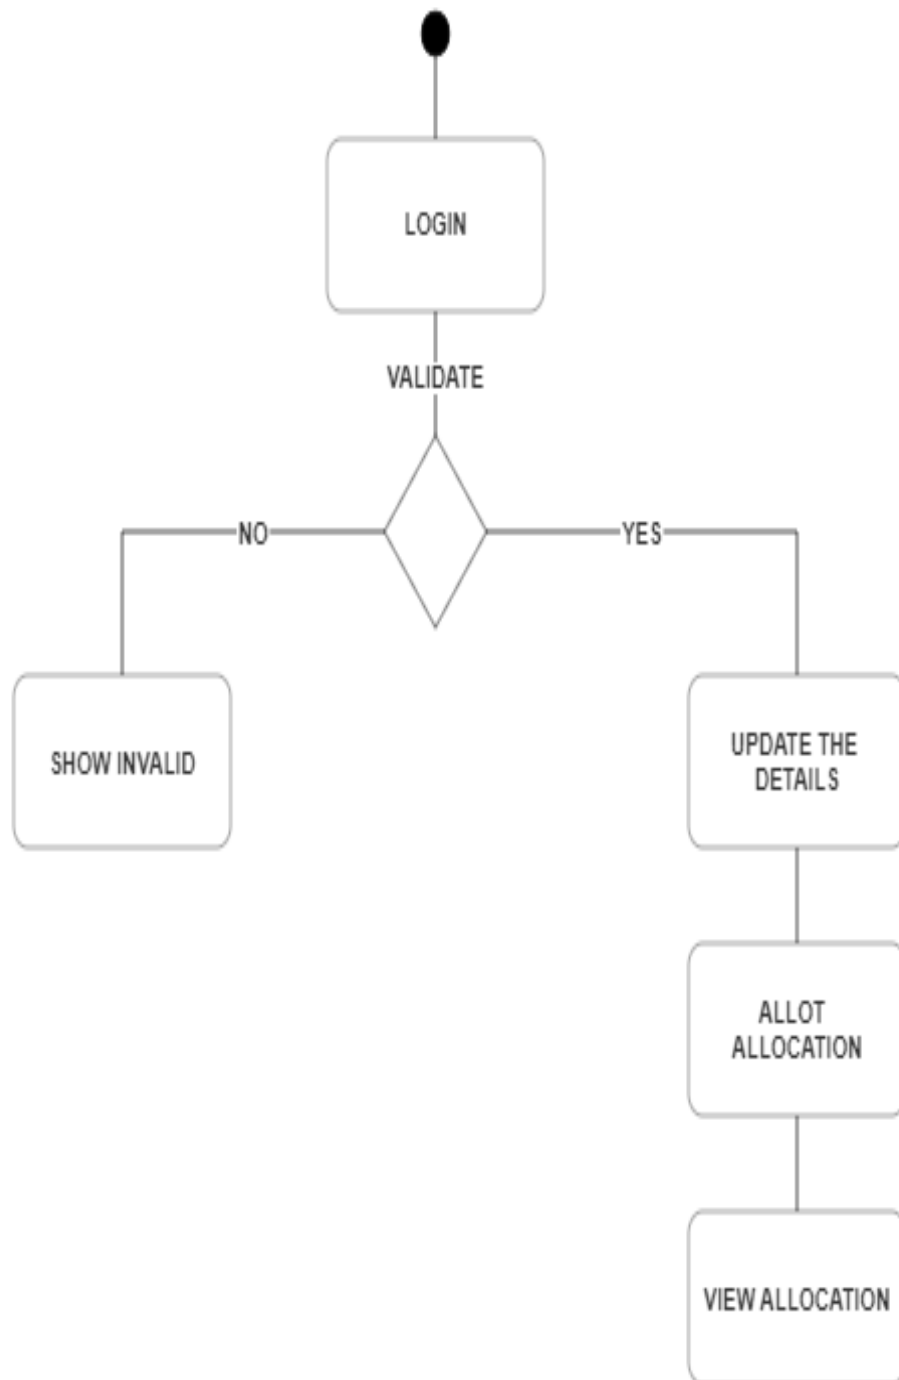 LOGIN
VALIDATE
NO
YES
SHOW INVALID
UPDATE THE
DETAILS
ALLOT
ALLOCATION
VIEW ALLOCATION